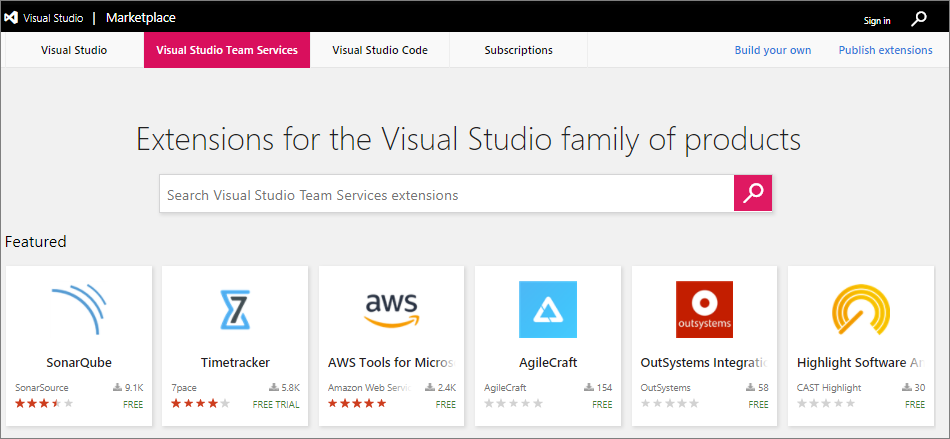 Visual Studio | Marketplace Sign in
Visual Studio Visual Studio Team Services Visual Studio Code Subscriptions Build your own Publish extensions
Extensions for the Visual Studio family of products
Search Visual Studio Team Services extensions
Featured
7 aws outsystems
SonarQube Timetracker AWS Tools for Micros AgileCraft OutSystems Integratio Highlight Software An
SonarSource 9.1K 7pace 5.8K Amazon Web Servic 2.4K AgileCraft 154 OutSystems 58 CAST Highlight 30
FREE FREE TRIAL FREE FREE FREE FREE